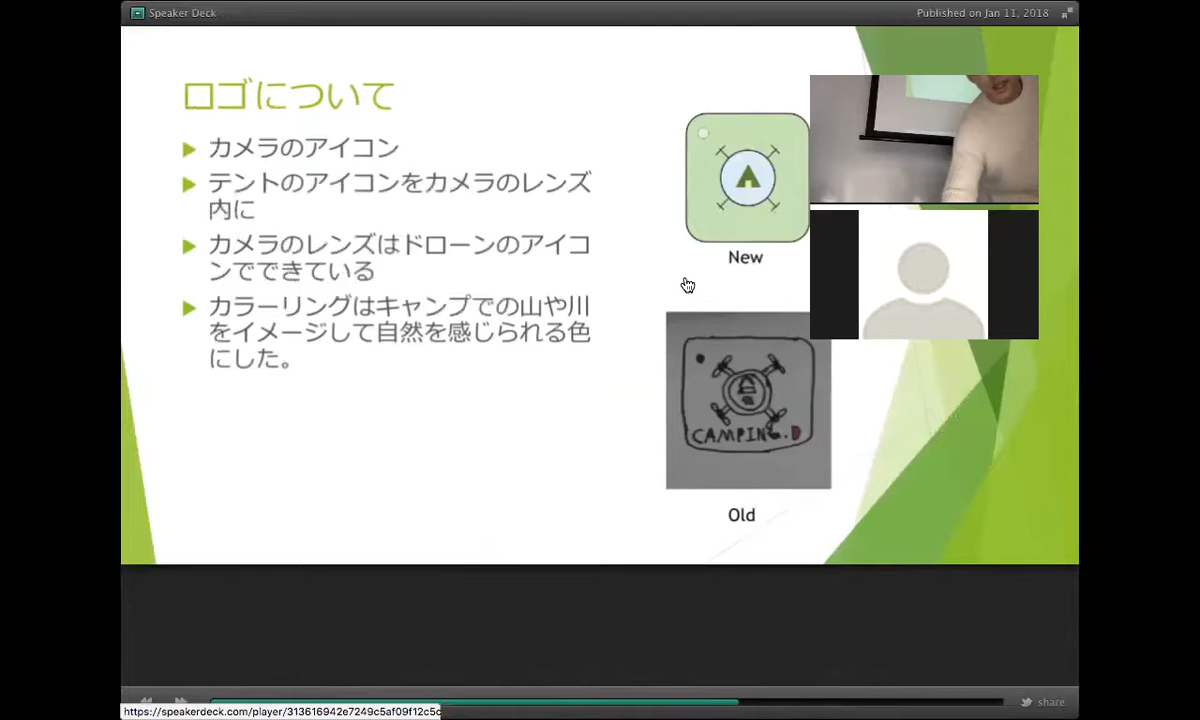 Speaker Deck
Published on Jan 11, 2018
ロゴについて
カメラのアイコン
テントのアイコンをカメラのレンズ
内に
カメラのレンズはドローンのアイコ
ンでできている
カラーリングはキャンプでの山や川
をイメージして自然を感じられる色
にした。
New
CAMPING.D
Old
share
https://speakerdeck.com/player/313616942e7249c5af09f12c5c